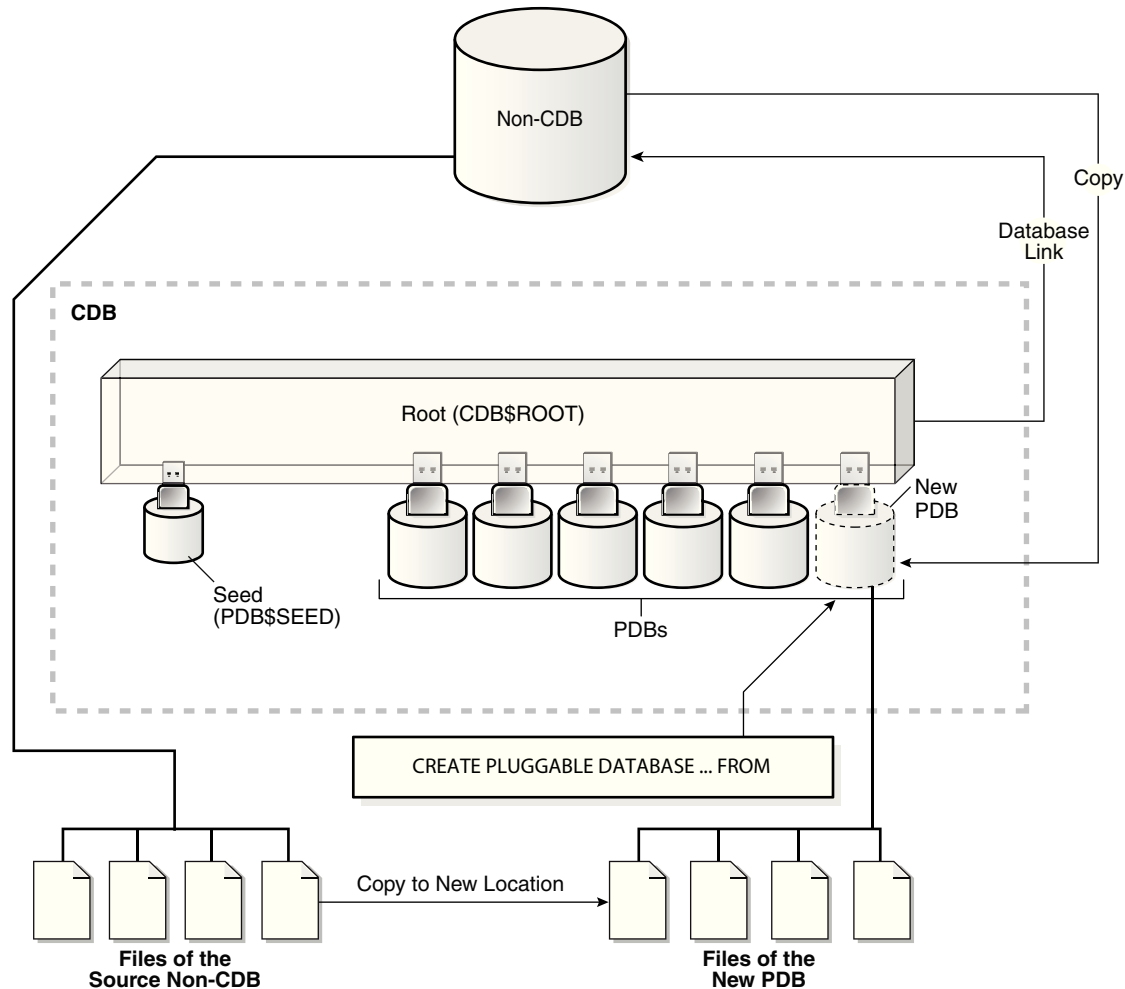 Non-CDB
Copy
Database
Link
CDB
Root (CDB$ROOT)
New
PDB
Seed
(PDB$SEED)
PDBs
CREATE PLUGGABLE DATABASE ... FROM
Copy to New Location
Files of the
Source Non-CDB
Files of the
New PDB